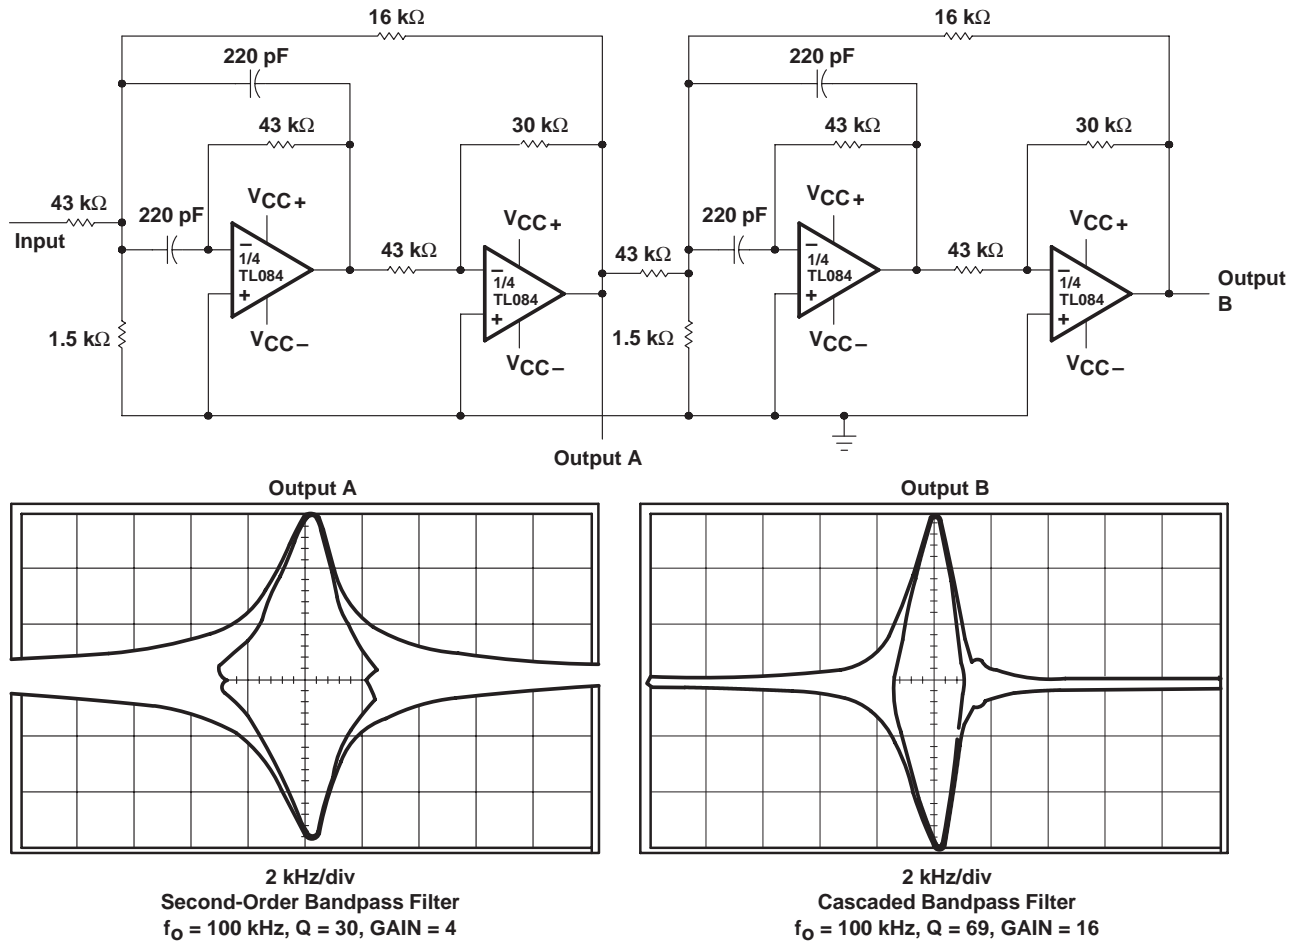 16 kΩ
16 kΩ
220 pF
220 pF
43 kΩ
30 kΩ
43 kΩ
30 kΩ
43 kΩ
Input
220 pF
VCC+
VCC+
43 kΩ
43 kΩ
220 pF
VCC+
VCC+
43 kΩ
−
1/4
TL084
+
−
1/4
TL084
+
−
1/4
TL084
+
−
1/4
TL084
+
Output
B
1.5 kΩ
VCC−
VCC−
1.5 kΩ
VCC−
VCC−
Output A
Output A
Output B
2 kHz/div
Second-Order Bandpass Filter
fo = 100 kHz, Q = 30, GAIN = 4
2 kHz/div
Cascaded Bandpass Filter
fo = 100 kHz, Q = 69, GAIN = 16